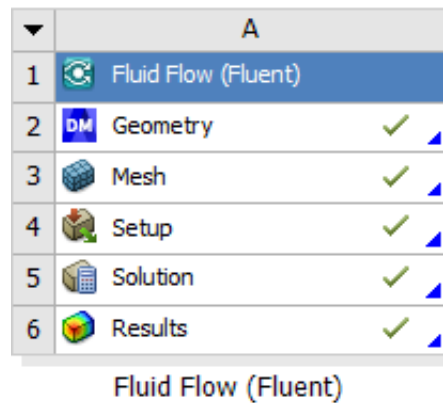 A
1 Fluid Flow (Fluent)
2 DM Geometry
3 Mesh
4 Setup
5 Solution
6 Results
Fluid Flow (Fluent)